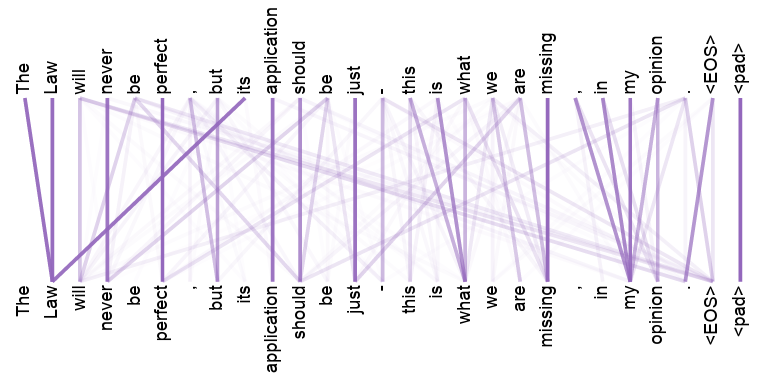 The Law will never be perfect , but its application should be just - this is what we are missing , in my opinion . <EOS> <pad>
The Law will never be perfect , but its application should be just - this is what we are missing , in my opinion . <EOS> <pad>